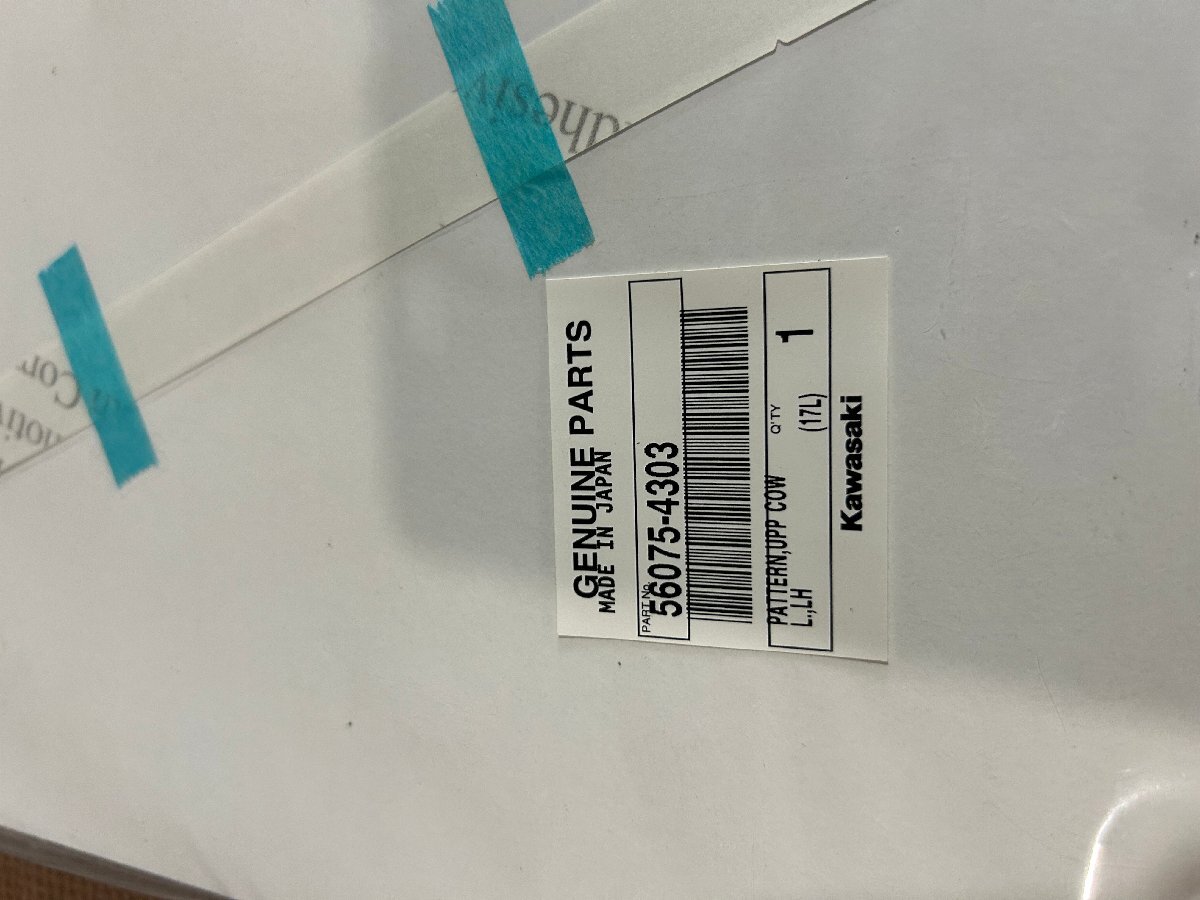 GENUINE PARTS
MADE IN JAPAN
PART No.
56075-4303
PATTERN,UPP COW
L.,LH
Q'TY
1
(17L)
Kawasaki